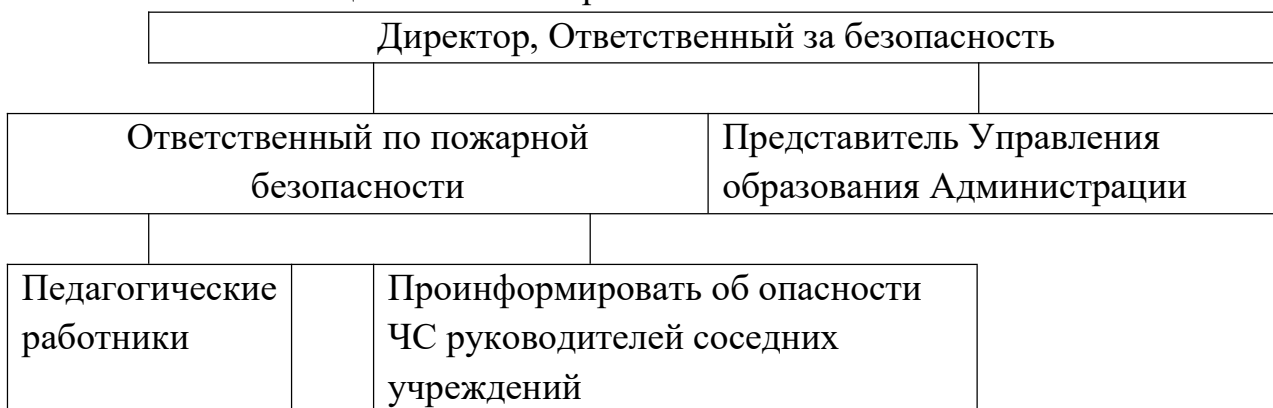 Директор, Ответственный за безопасность
Ответственный по пожарной
безопасности
Представитель Управления
образования Администрации
Педагогические
работники
Проинформировать об опасности
ЧС руководителей соседних
учреждений